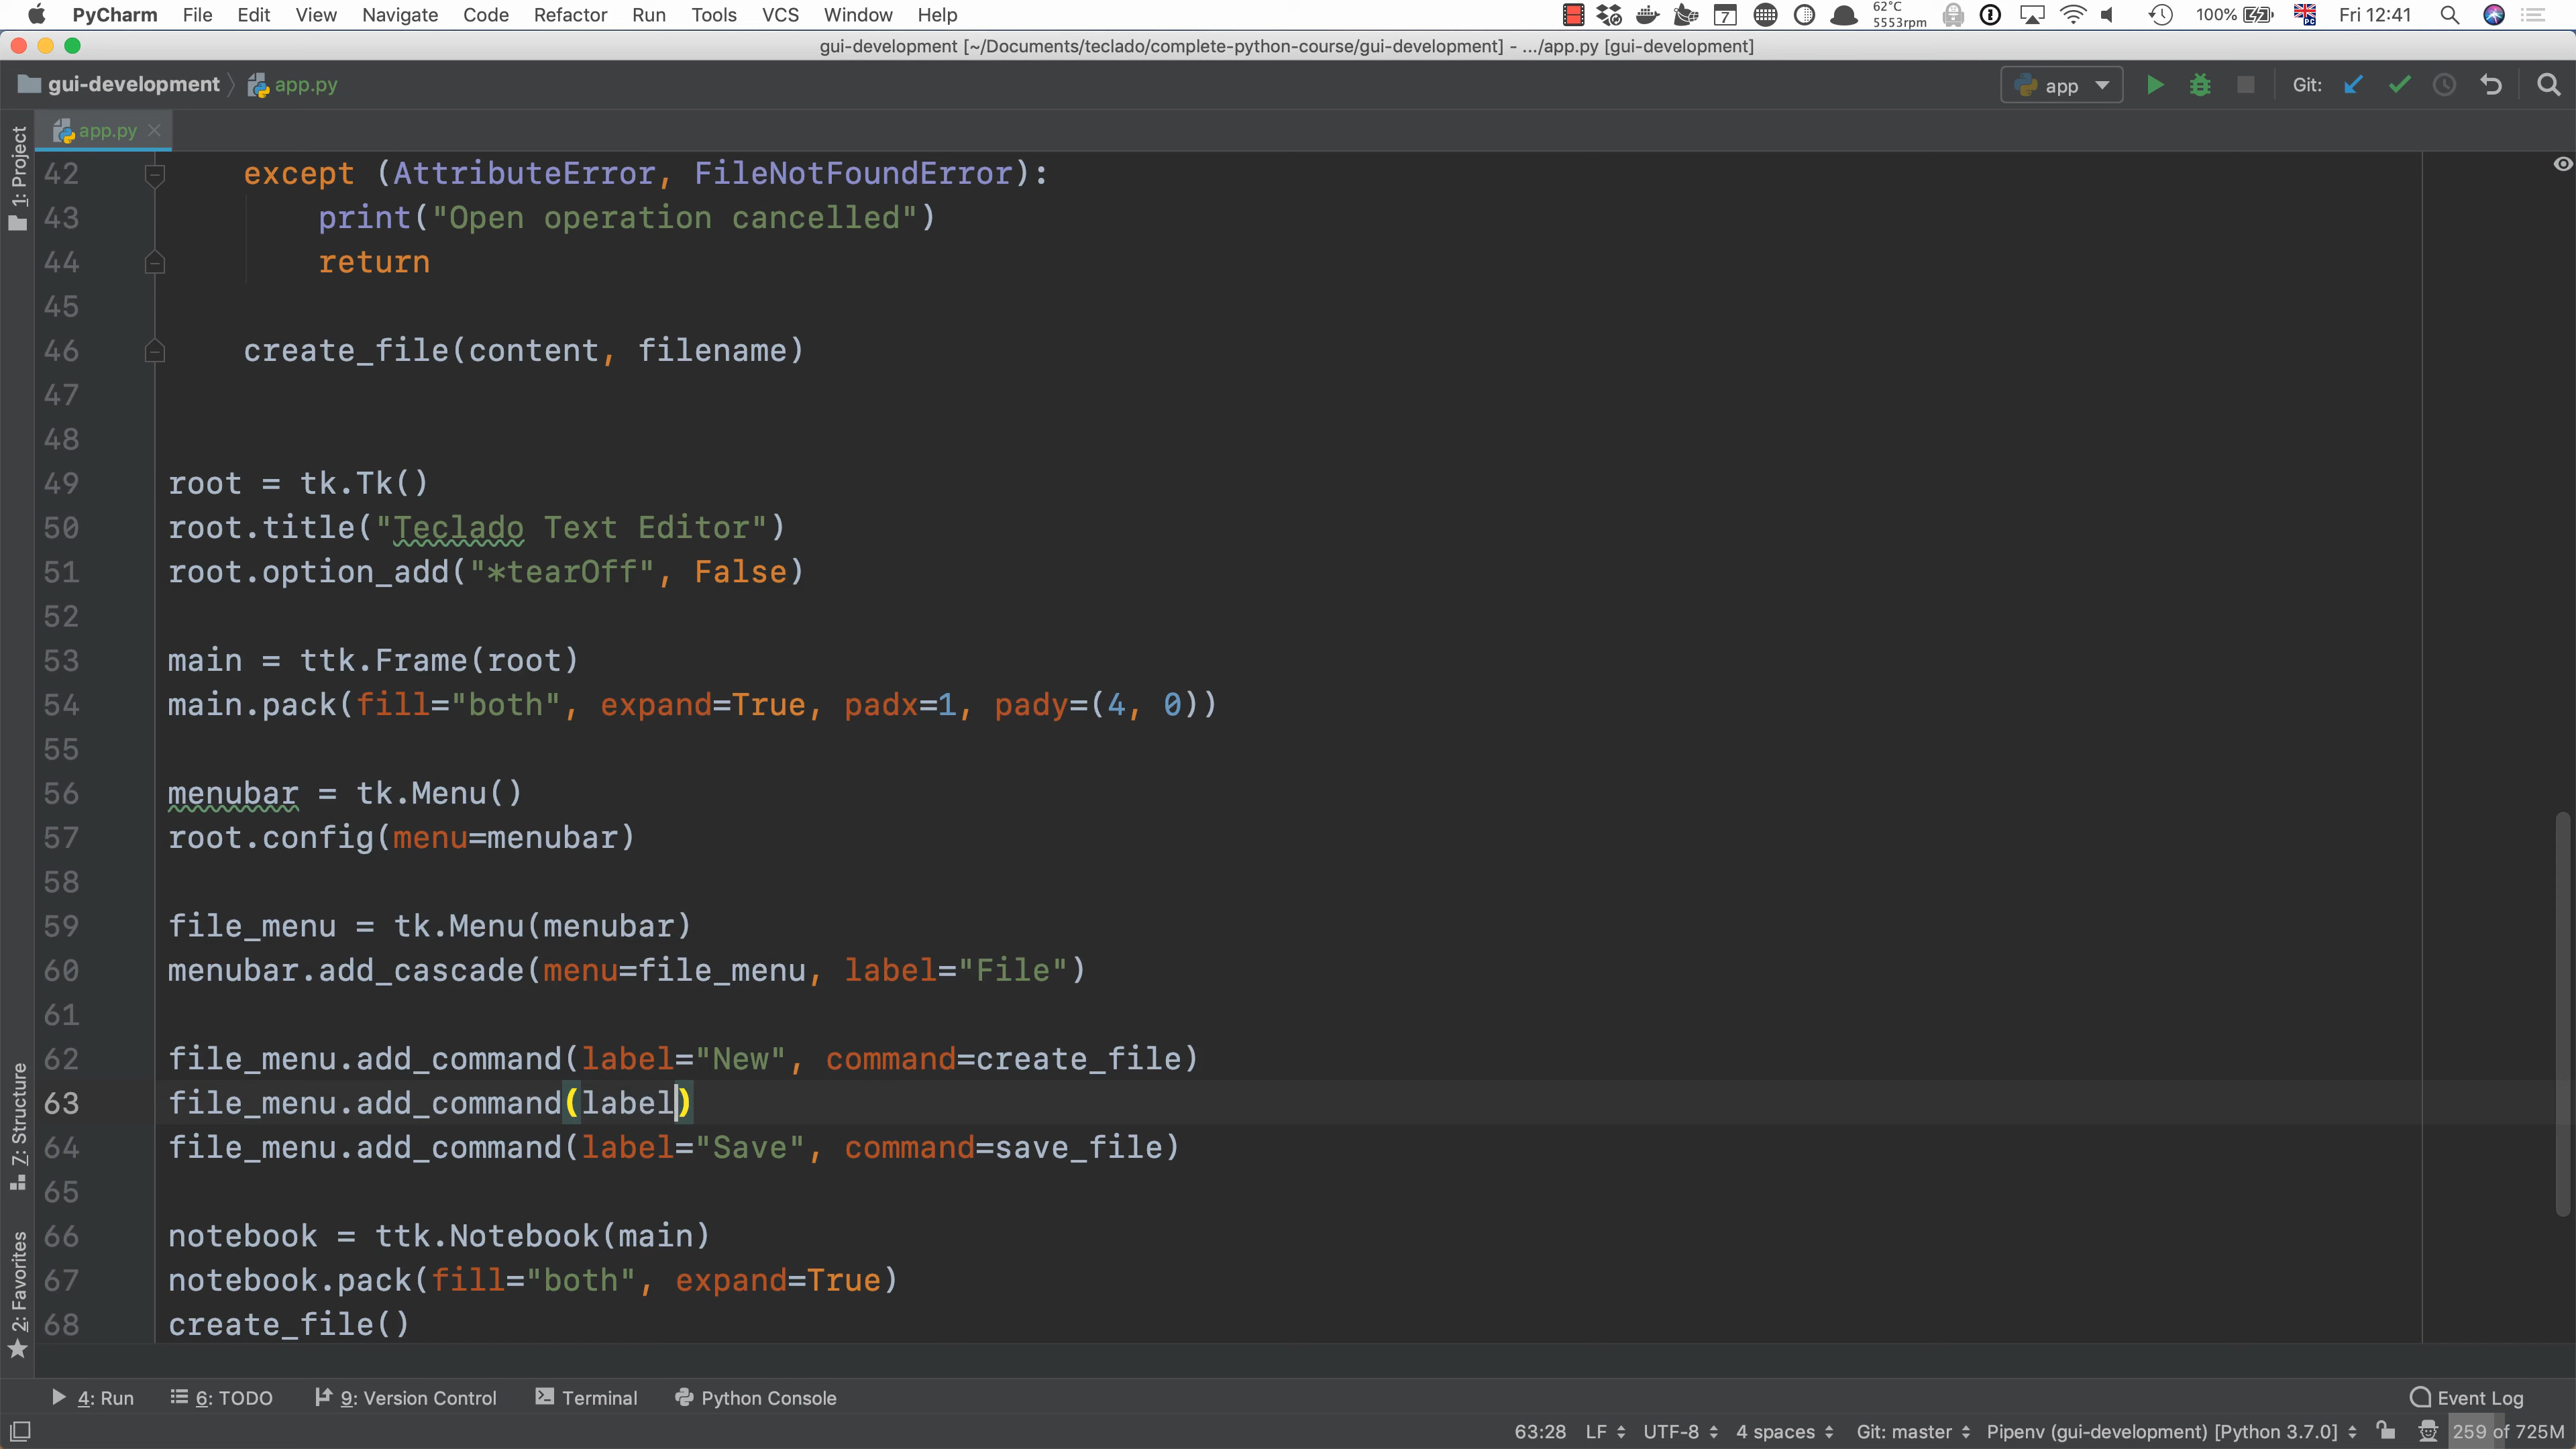 PyCharm File Edit View Navigate Code Refactor Run Tools VCS Window Help 7 62°C 5553rpm 100% PC Fri 12:41
gui-development [~/Documents/teclado/complete-python-course/gui-development] - .../app.py [gui-development]
gui-development app.py app Git:
app.py
1: Project
42 except (AttributeError, FileNotFoundError):
43 print("Open operation cancelled")
44 return
45
46 create_file(content, filename)
47
48
49 root = tk.Tk()
50 root.title("Teclado Text Editor")
51 root.option_add("*tearOff", False)
52
53 main = ttk.Frame(root)
54 main.pack(fill="both", expand=True, padx=1, pady=(4, 0))
55
56 menubar = tk.Menu()
57 root.config(menu=menubar)
58
59 file_menu = tk.Menu(menubar)
60 menubar.add_cascade(menu=file_menu, label="File")
61
62 file_menu.add_command(label="New", command=create_file)
63 file_menu.add_command(label)
64 file_menu.add_command(label="Save", command=save_file)
65
66 notebook = ttk.Notebook(main)
67 notebook.pack(fill="both", expand=True)
68 create_file()
7: Structure
2: Favorites
4: Run 6: TODO 9: Version Control Terminal Python Console Event Log
63:28 LF UTF-8 4 spaces Git: master Pipenv (gui-development) [Python 3.7.0] 259 of 725M